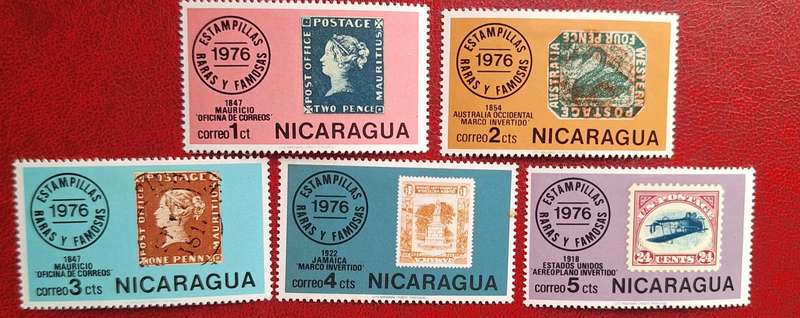 ESTAMPILLAS
1976
RARAS Y FAMOSAS
1847
MAURICIO
"OFICINA DE CORREOS"
correo 1 ct
NICARAGUA
POSTAGE
POST OFFICE
MAURITIUS
TWO PENCE
ESTAMPILLAS
1976
RARAS Y FAMOSAS
1854
AUSTRALIA OCCIDENTAL
"MARCO INVERTIDO"
correo 2 cts
NICARAGUA
FOUR PENCE
AUSTRALIA
WESTERN
POSTAGE
ESTAMPILLAS
1976
RARAS Y FAMOSAS
1847
MAURICIO
"OFICINA DE CORREOS"
correo 3 cts
NICARAGUA
POSTAGE
POST OFFICE
MAURITIUS
ONE PENNY
ESTAMPILLAS
1976
RARAS Y FAMOSAS
1922
JAMAICA
"MARCO INVERTIDO"
correo 4 cts
NICARAGUA
JAMAICA
ESTAMPILLAS
1976
RARAS Y FAMOSAS
1918
ESTADOS UNIDOS
"AEREOPLANO INVERTIDO"
correo 5 cts
NICARAGUA
U.S. POSTAGE
24 CENTS 24